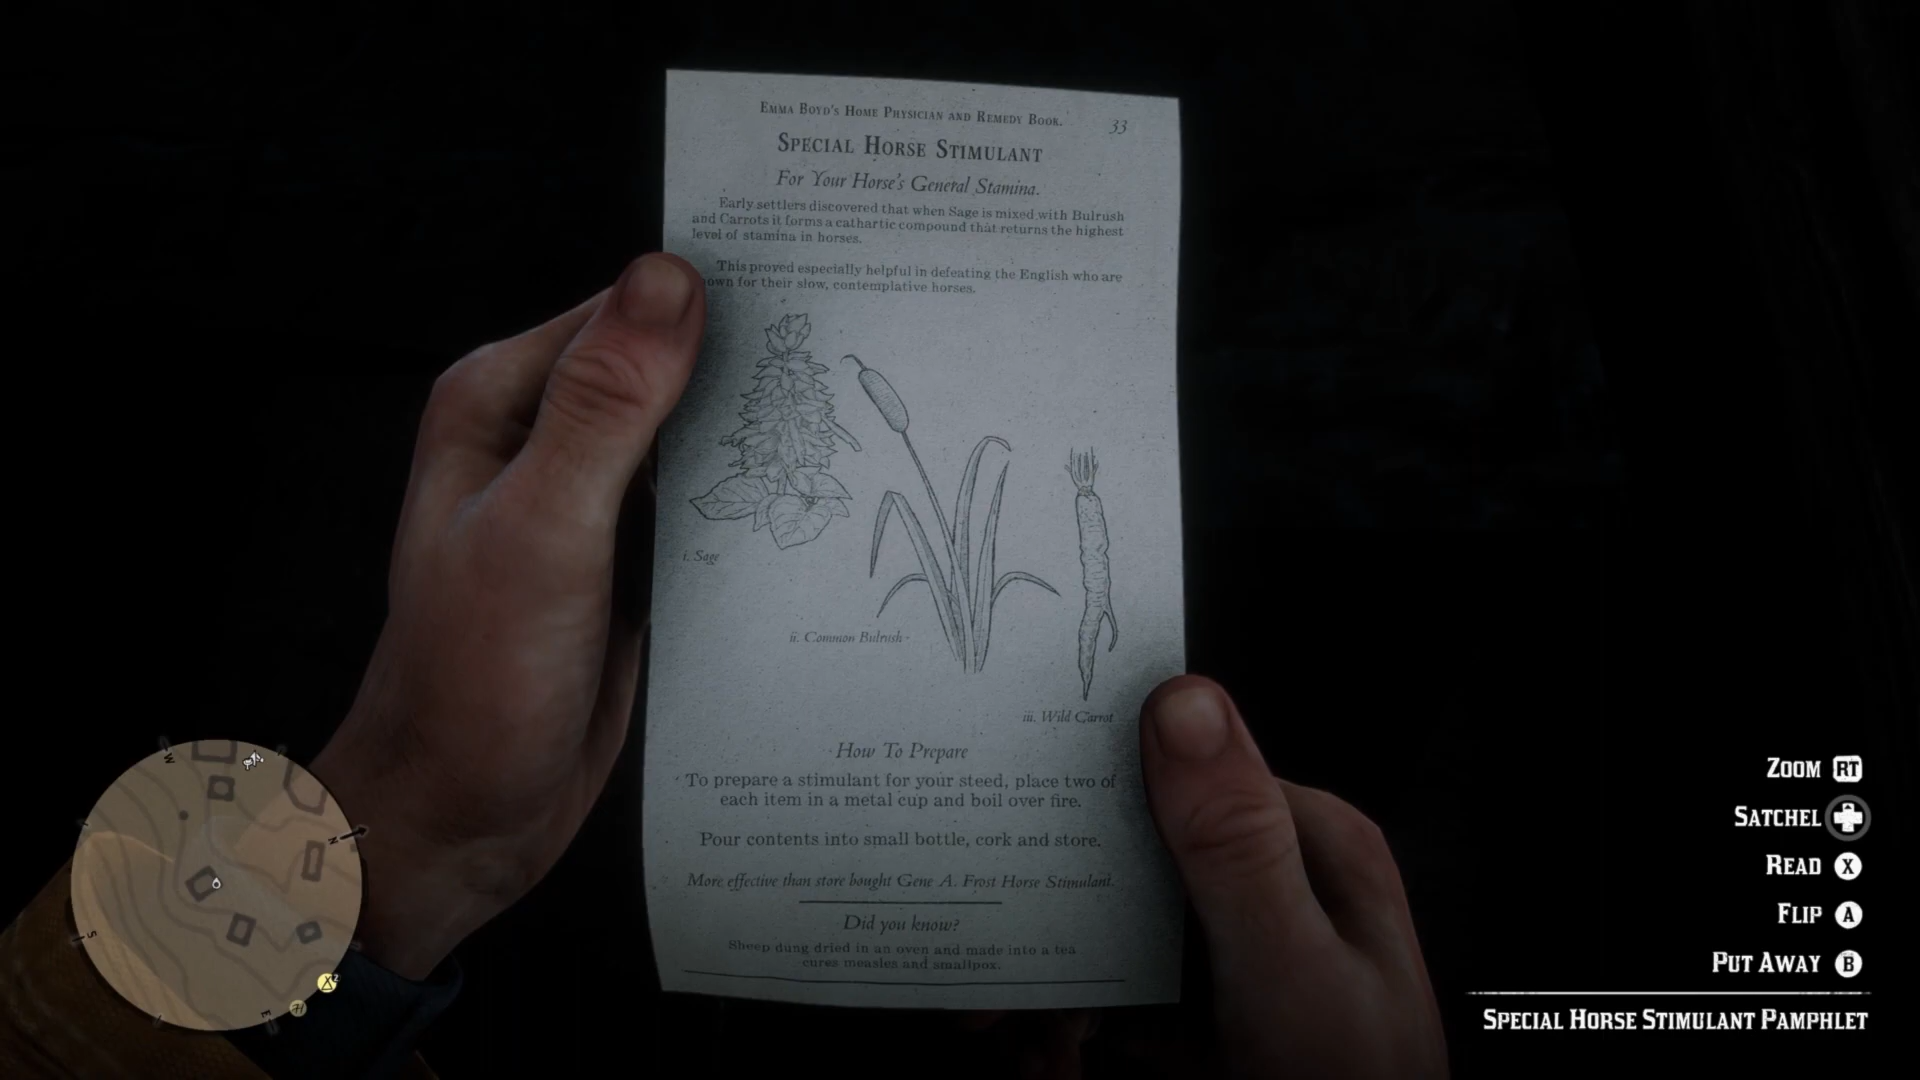 EMMA BOYD'S HOME PHYSICIAN AND REMEDY BOOK.
33
SPECIAL HORSE STIMULANT
For Your Horse's General Stamina.
Early settlers discovered that when Sage is mixed with Bulrush
and Carrots it forms a cathartic compound that returns the highest
level of stamina in horses.
This proved especially helpful in defeating the English who are
own for their slow, contemplative horses.
i. Sage
ii. Common Bulrush
iii. Wild Carrot
How To Prepare
To prepare a stimulant for your steed, place two of
each item in a metal cup and boil over fire.
Pour contents into small bottle, cork and store.
More effective than store bought Gene A. Frost Horse Stimulant.
Did you know?
Sheep dung dried in an oven and made into a tea
cures measles and smallpox.
W
N
S
E
H
X2
ZOOM RT
SATCHEL
READ X
FLIP A
PUT AWAY B
SPECIAL HORSE STIMULANT PAMPHLET